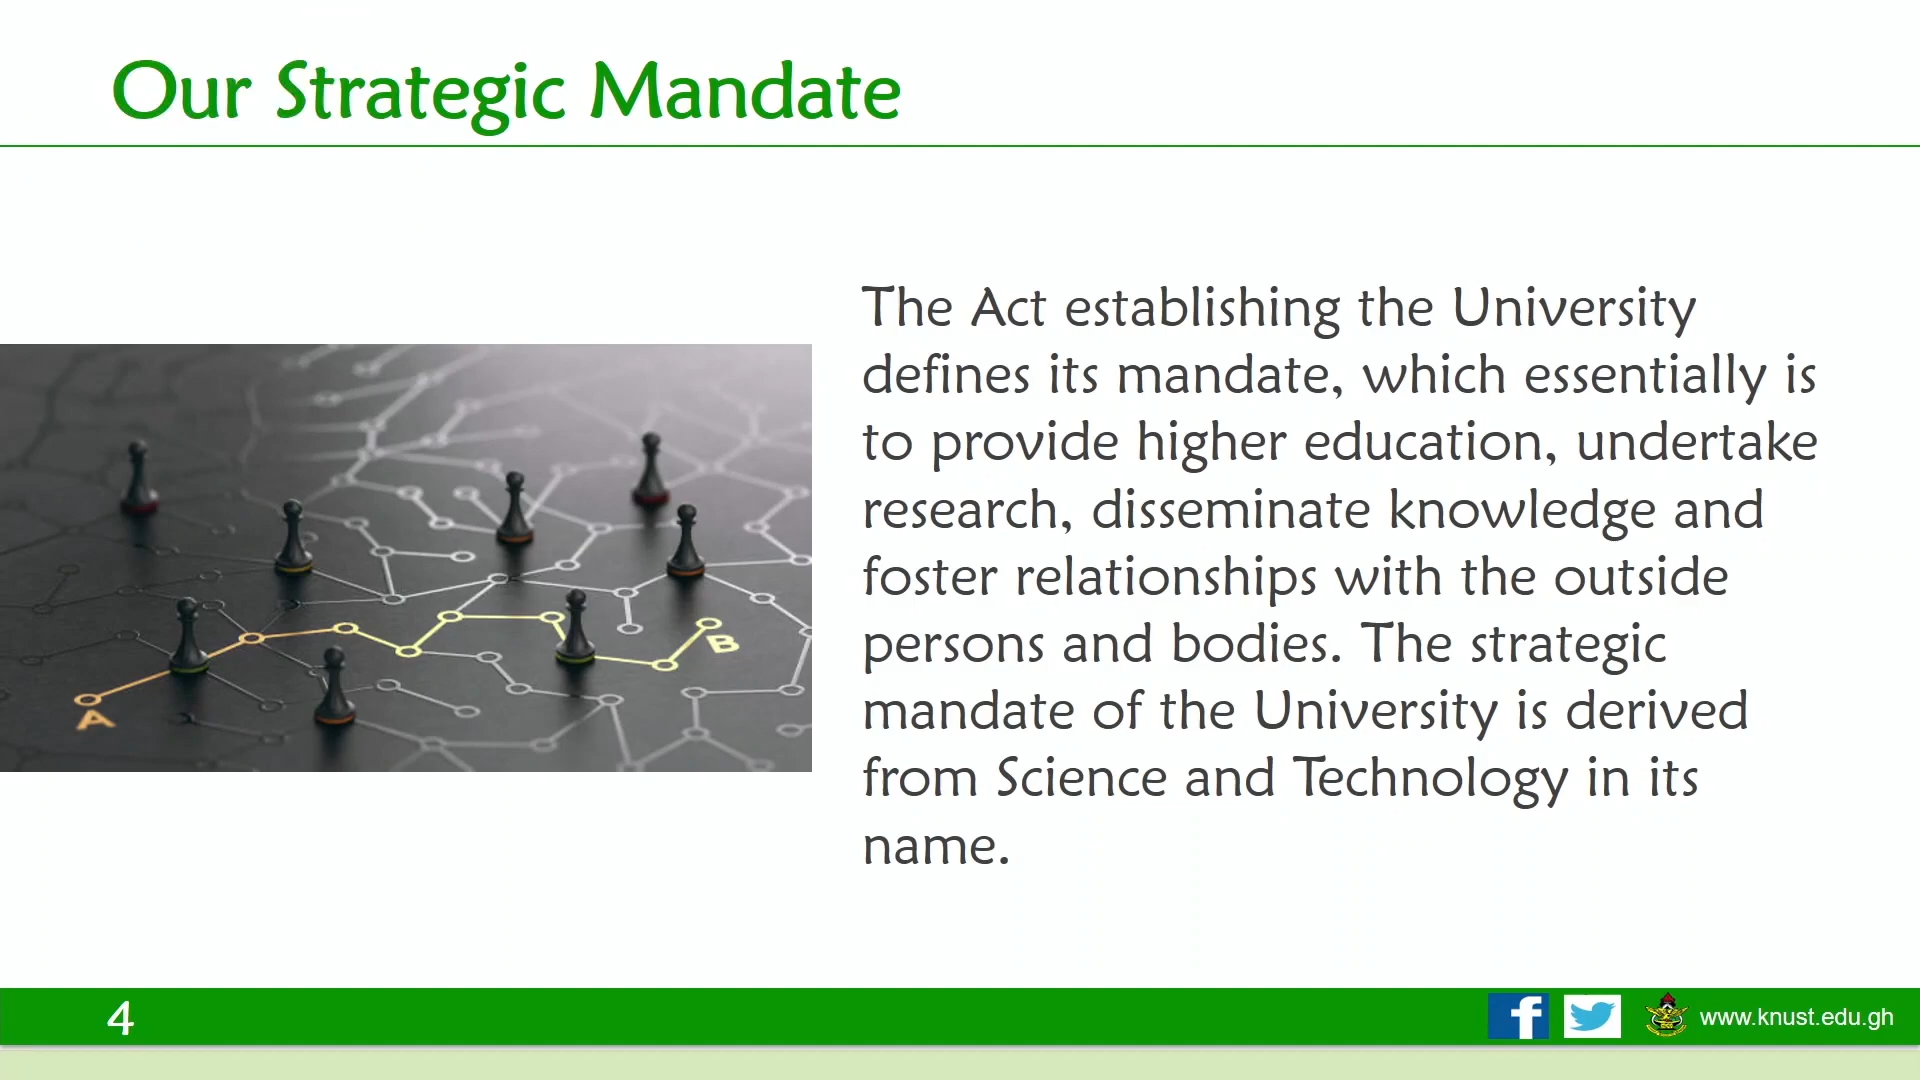 Our Strategic Mandate
The Act establishing the University
defines its mandate, which essentially is
to provide higher education, undertake
research, disseminate knowledge and
foster relationships with the outside
persons and bodies. The strategic
mandate of the University is derived
from Science and Technology in its
name.
A
B
4
www.knust.edu.gh